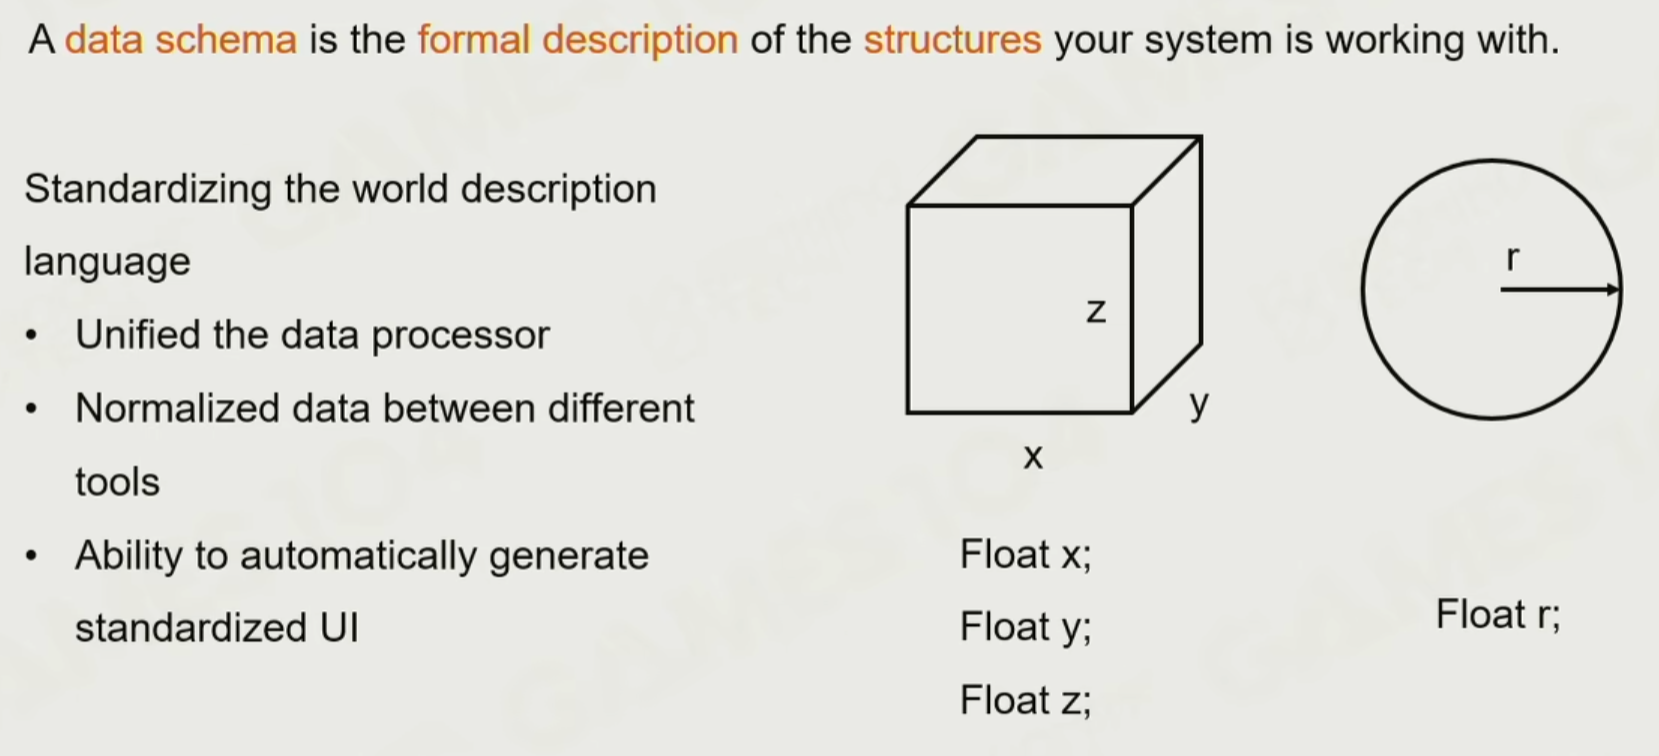 A data schema is the formal description of the structures your system is working with.
Standardizing the world description
language
• Unified the data processor
• Normalized data between different
tools
• Ability to automatically generate
standardized UI
z
y
x
Float x;
Float y;
Float z;
r
Float r;
GAMES 104